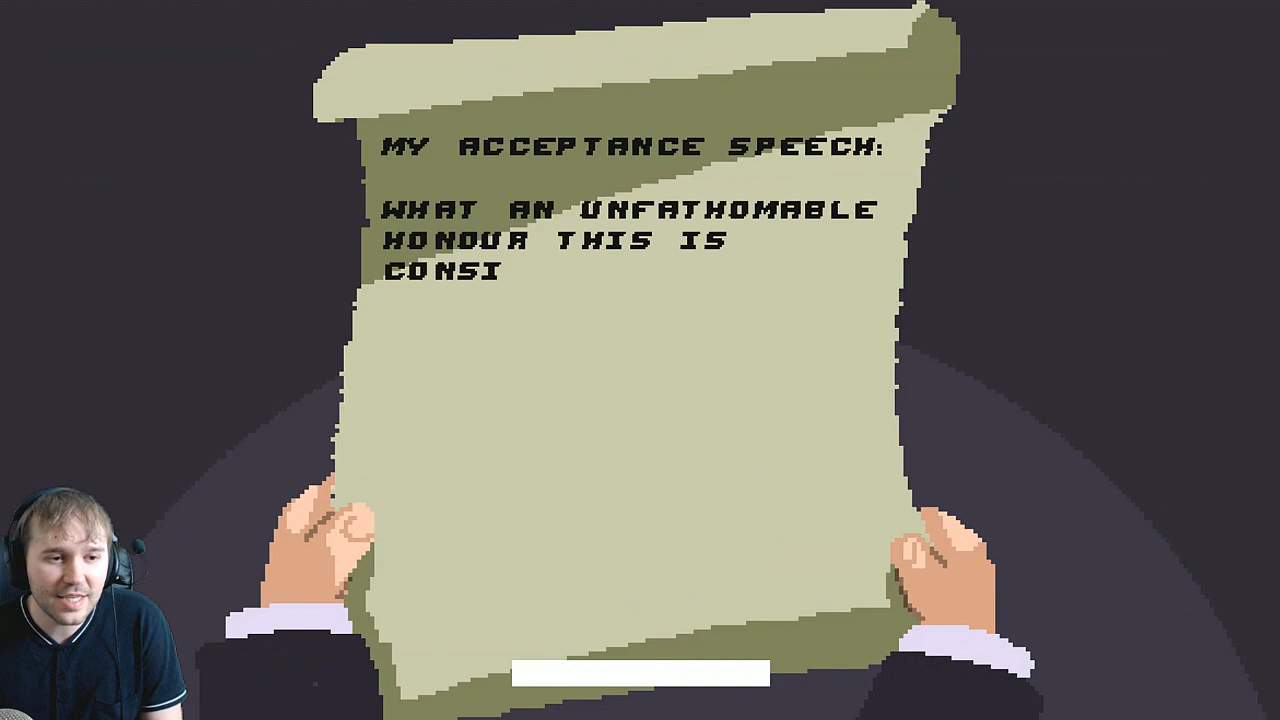 MY ACCEPTANCE SPEECH:
WHAT AN UNFATHOMABLE
HONOUR THIS IS
CONSI